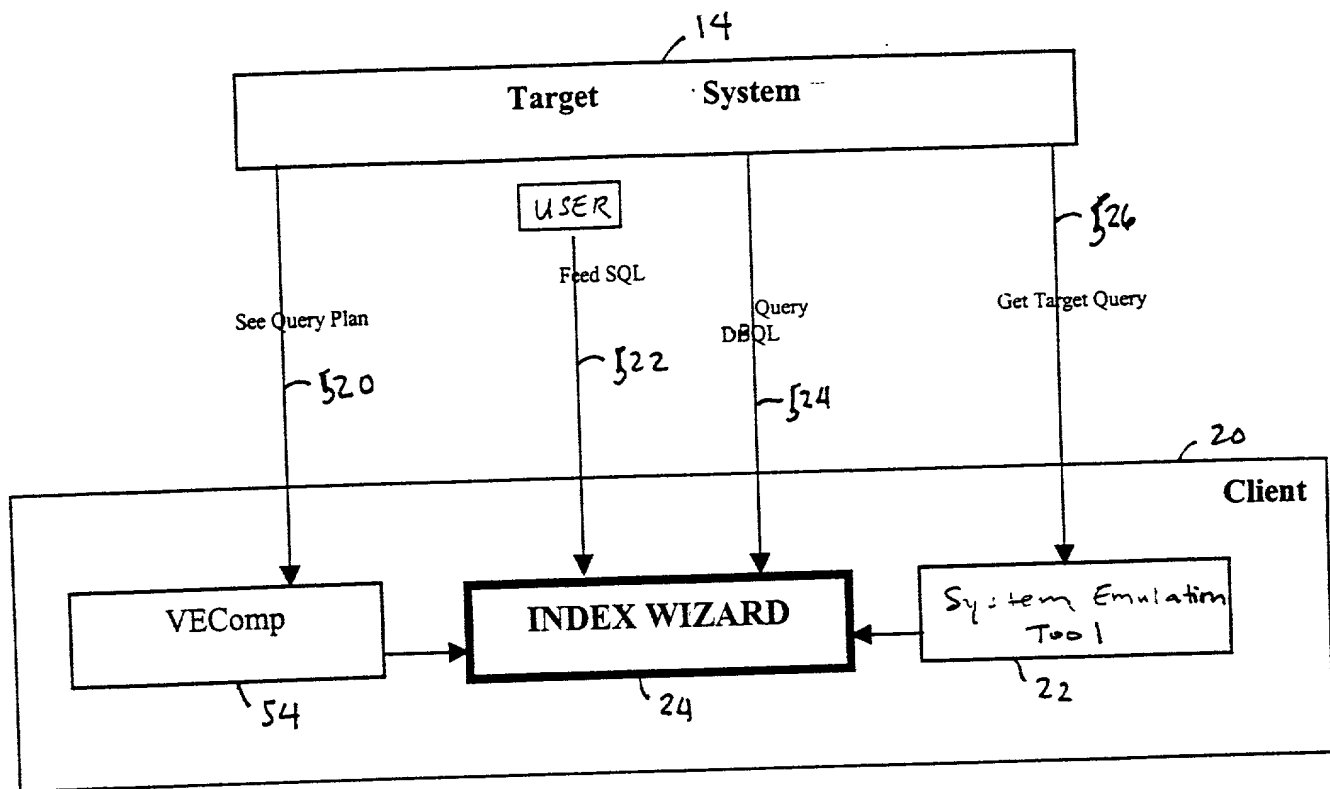 14
Target System
USER
526
Feed SQL
Query
Get Target Query
See Query Plan
DBQL
522
520
524
20
Client
VEComp
INDEX WIZARD
System Emulation
Tool
54
24
22